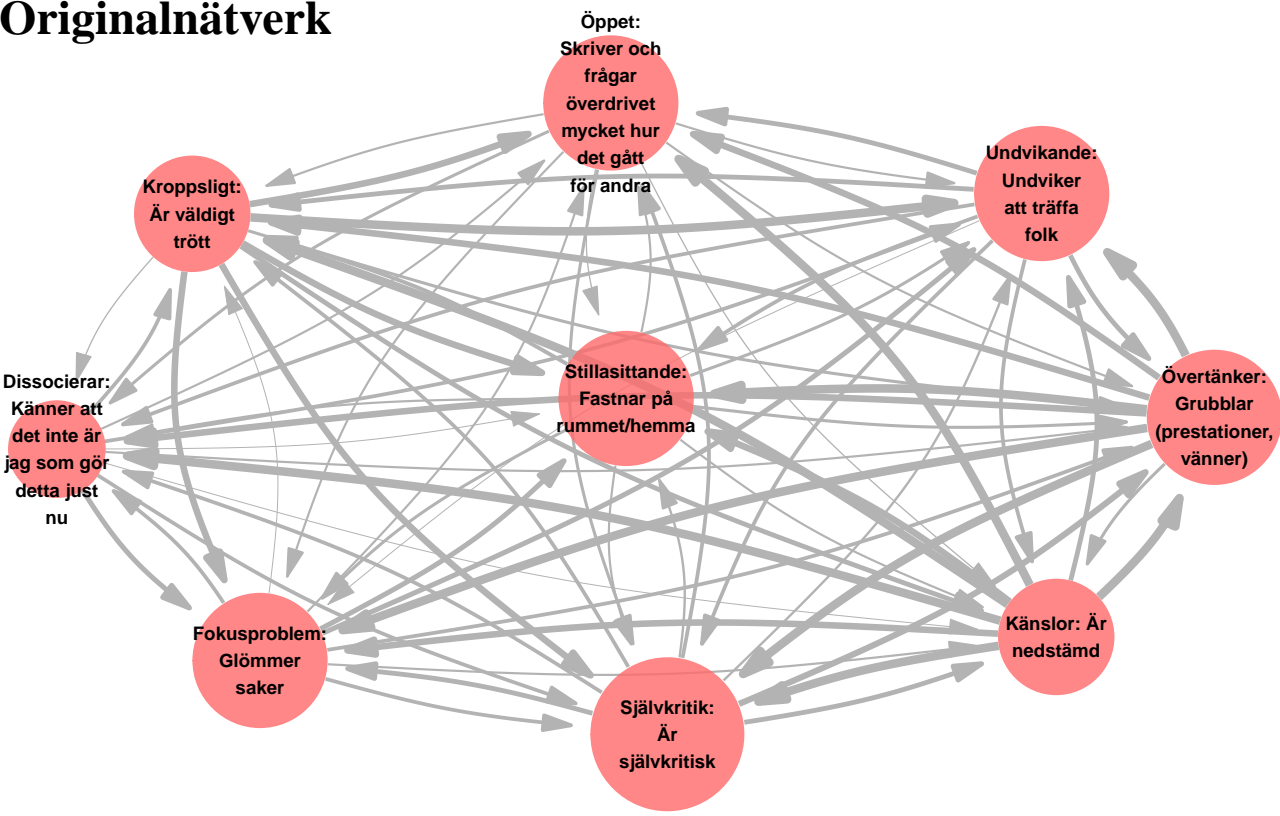 Originalnätverk
Öppet:
Skriver och
frågar
överdrivet
mycket hur
det gått
för andra
Undvikande:
Undviker
att träffa
folk
Kroppsligt:
Är väldigt
trött
Stillasittande:
Fastnar på
rummet/hemma
Övertänker:
Grubblar
(prestationer,
vänner)
Dissocierar:
Känner att
det inte är
jag som gör
detta just
nu
Fokusproblem:
Glömmer
saker
Känslor: Är
nedstämd
Självkritik:
Är
självkritisk